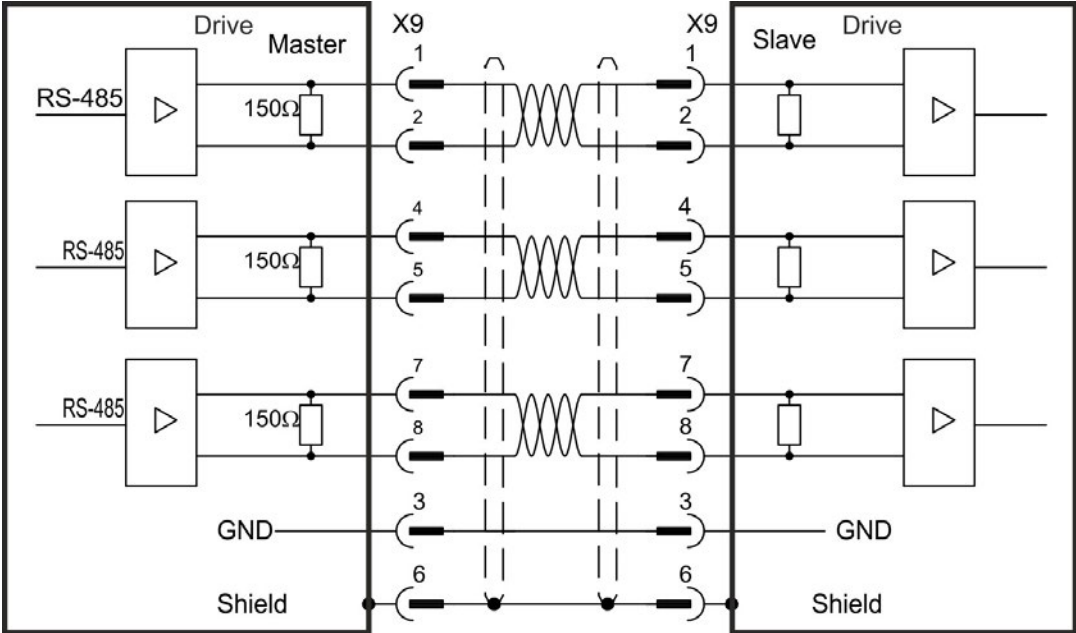 Drive
Master
X9
X9
Slave
Drive
1
1
RS-485
150Ω
2
2
4
4
RS-485
150Ω
5
5
7
7
RS-485
150Ω
8
8
3
3
GND
GND
6
6
Shield
Shield